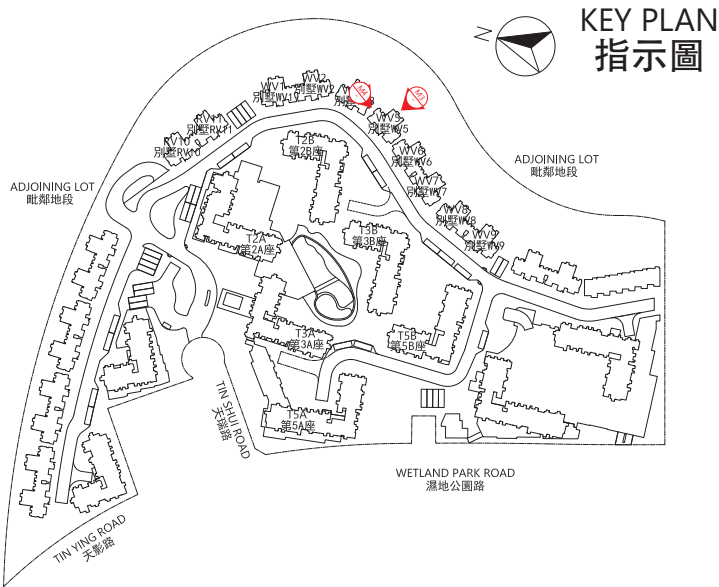 KEY PLAN
指示圖
N
WV2
別墅WV2
WV1
別墅WV1
M4
M3
WV5
別墅WV5
RV11
別墅RV11
RV10
別墅RV10
T2B
第2B座
WV6
別墅WV6
ADJOINING LOT
毗鄰地段
WV7
別墅WV7
ADJOINING LOT
毗鄰地段
WV8
別墅WV8
T2A
第2A座
T3B
第3B座
WV9
別墅WV9
T3A
第3A座
T5B
第5B座
T5A
第5A座
TIN SHUI ROAD
天瑞路
WETLAND PARK ROAD
濕地公園路
TIN YING ROAD
天影路